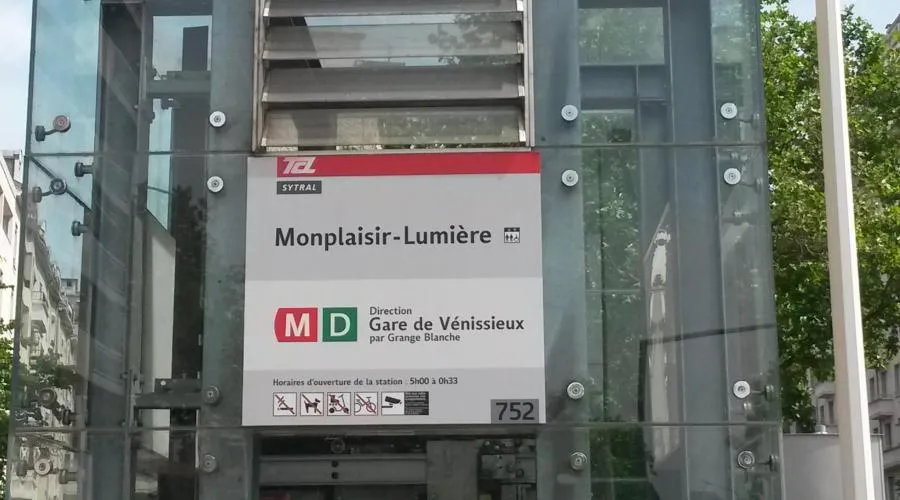 TCL
SYTRAL
Monplaisir-Lumière
M D
Direction
Gare de Vénissieux
par Grange Blanche
Horaires d'ouverture de la station : 5h00 à 0h33
752